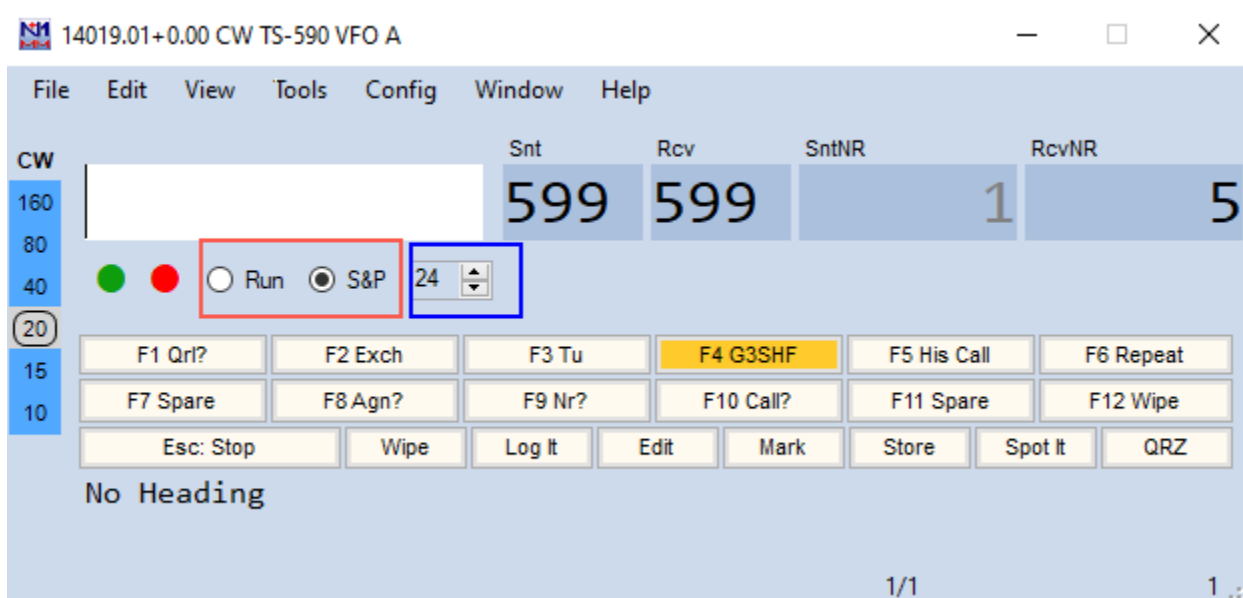 14019.01+0.00 CW TS-590 VFO A
File Edit View Tools Config Window Help
Snt Rcv SntNR RcvNR
CW
599 599 1 5
160
80
40
20
15
10
Run S&P 24
F1 Qrl? F2 Exch F3 Tu F4 G3SHF F5 His Call F6 Repeat
F7 Spare F8 Agn? F9 Nr? F10 Call? F11 Spare F12 Wipe
Esc: Stop Wipe Log It Edit Mark Store Spot It QRZ
No Heading
1/1 1